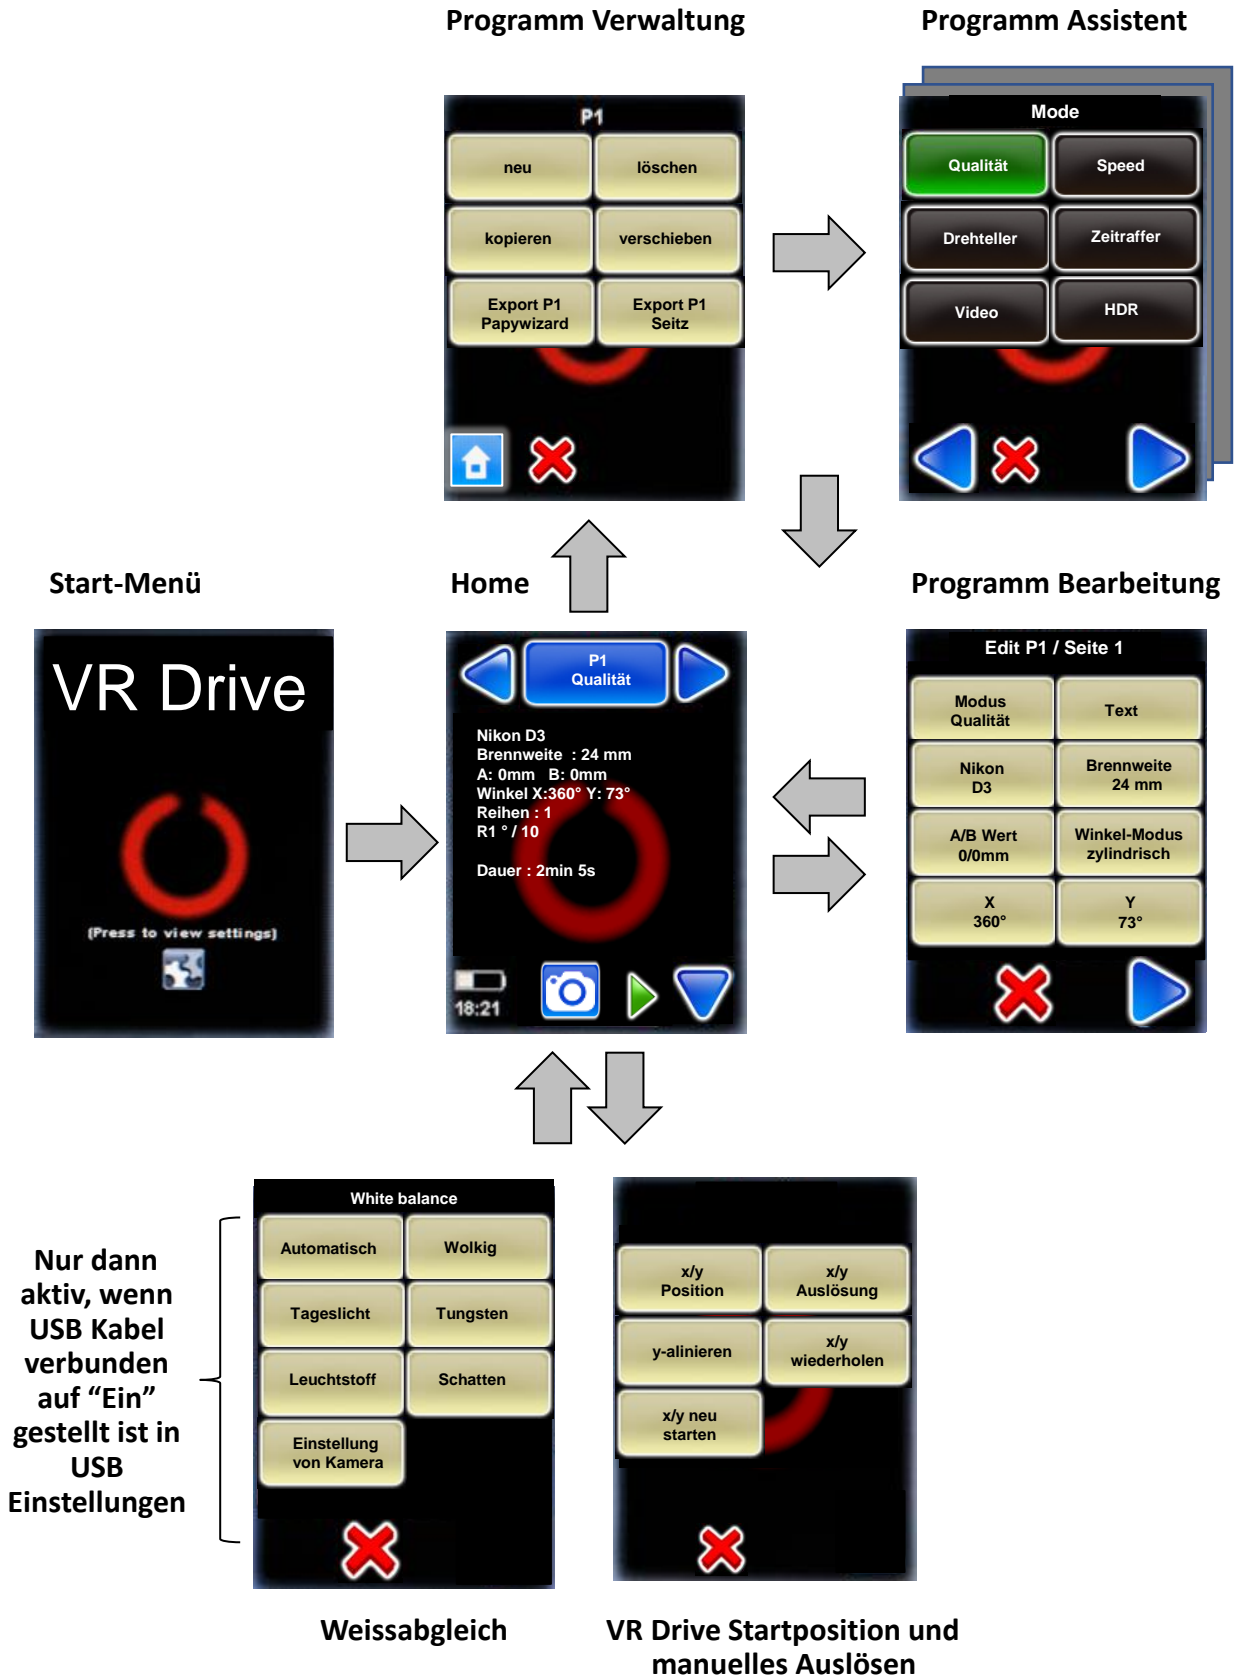 Programm Verwaltung
Programm Assistent
P1
neu
löschen
kopieren
verschieben
Export P1
Papywizard
Export P1
Seitz
Mode
Qualität
Speed
Drehteller
Zeitraffer
Video
HDR
Start-Menü
Home
Programm Bearbeitung
VR Drive
(Press to view settings)
P1
Qualität
Nikon D3
Brennweite : 24 mm
A: 0mm B: 0mm
Winkel X:360° Y: 73°
Reihen : 1
R1 ° / 10
Dauer : 2min 5s
18:21
Edit P1 / Seite 1
Modus
Qualität
Text
Nikon
D3
Brennweite
24 mm
A/B Wert
0/0mm
Winkel-Modus
zylindrisch
X
360°
Y
73°
Nur dann
aktiv, wenn
USB Kabel
verbunden
auf “Ein”
gestellt ist in
USB
Einstellungen
White balance
Automatisch
Wolkig
Tageslicht
Tungsten
Leuchtstoff
Schatten
Einstellung
von Kamera
x/y
Position
x/y
Auslösung
y-alinieren
x/y
wiederholen
x/y neu
starten
Weissabgleich
VR Drive Startposition und
manuelles Auslösen